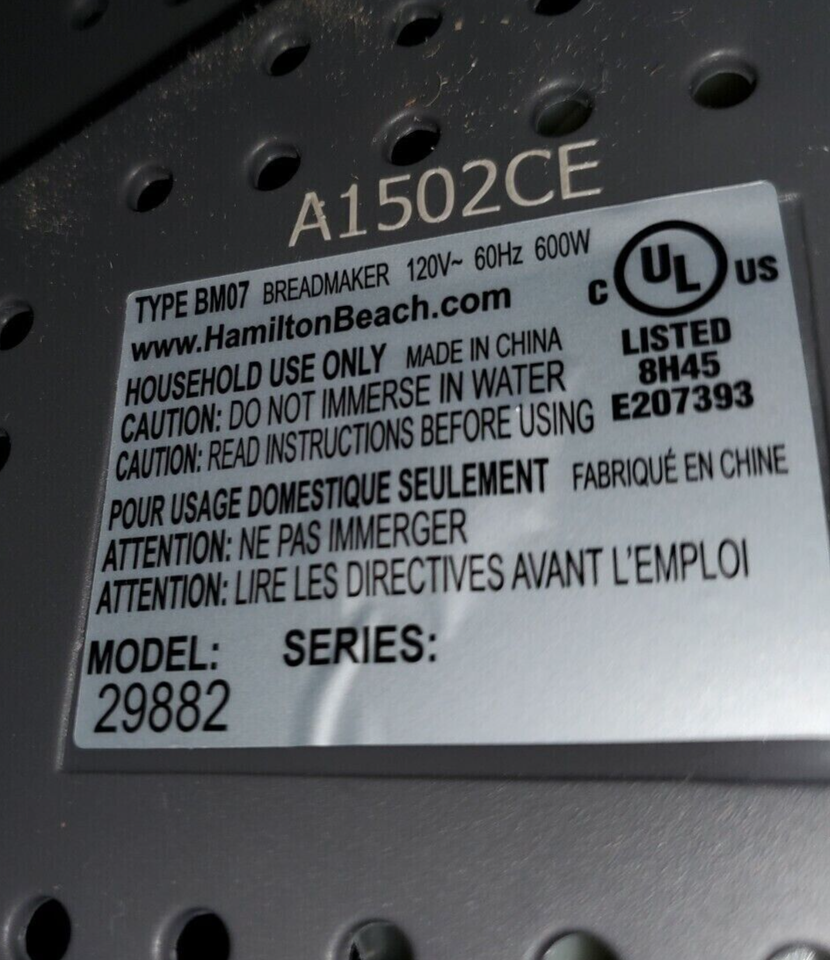 A1502CE
TYPE BM07 BREADMAKER 120V~ 60Hz 600W
www.HamiltonBeach.com
HOUSEHOLD USE ONLY MADE IN CHINA
CAUTION: DO NOT IMMERSE IN WATER
CAUTION: READ INSTRUCTIONS BEFORE USING
C UL US
LISTED
8H45
E207393
POUR USAGE DOMESTIQUE SEULEMENT FABRIQUÉ EN CHINE
ATTENTION: NE PAS IMMERGER
ATTENTION: LIRE LES DIRECTIVES AVANT L'EMPLOI
MODEL: SERIES:
29882